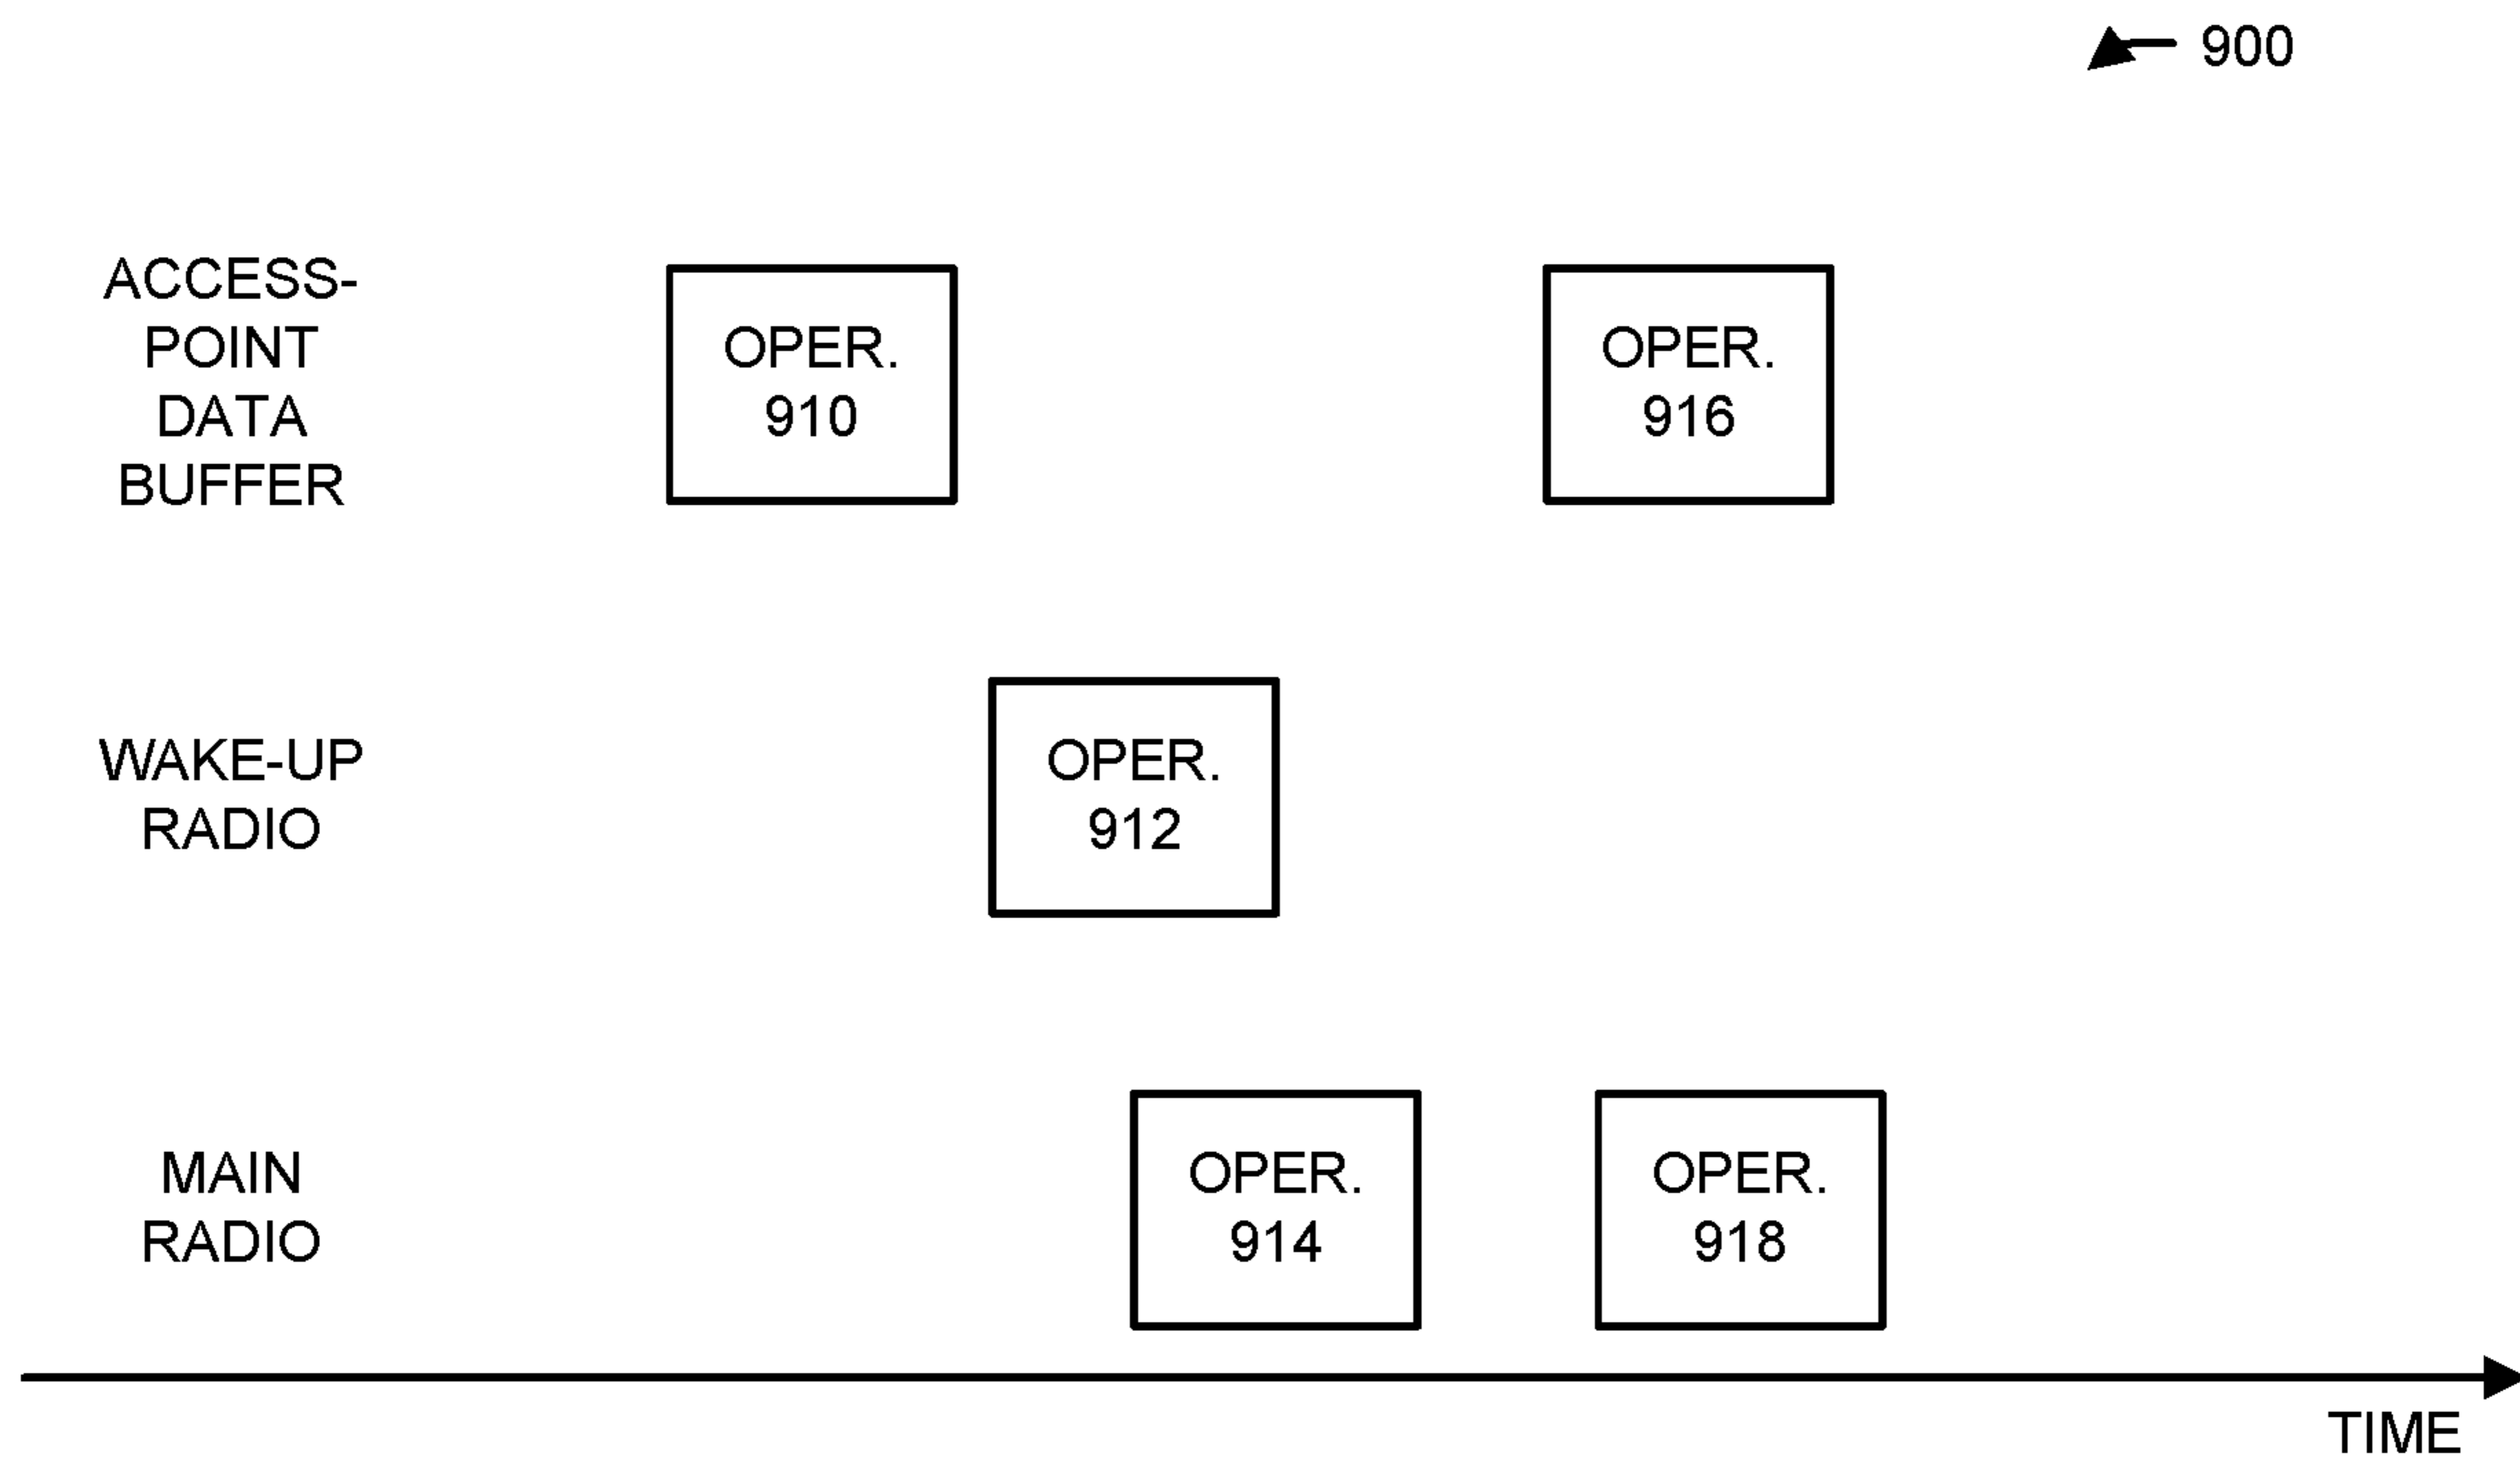 900
ACCESS-
POINT
DATA
BUFFER
OPER.
910
OPER.
916
WAKE-UP
RADIO
OPER.
912
MAIN
RADIO
OPER.
914
OPER.
918
TIME